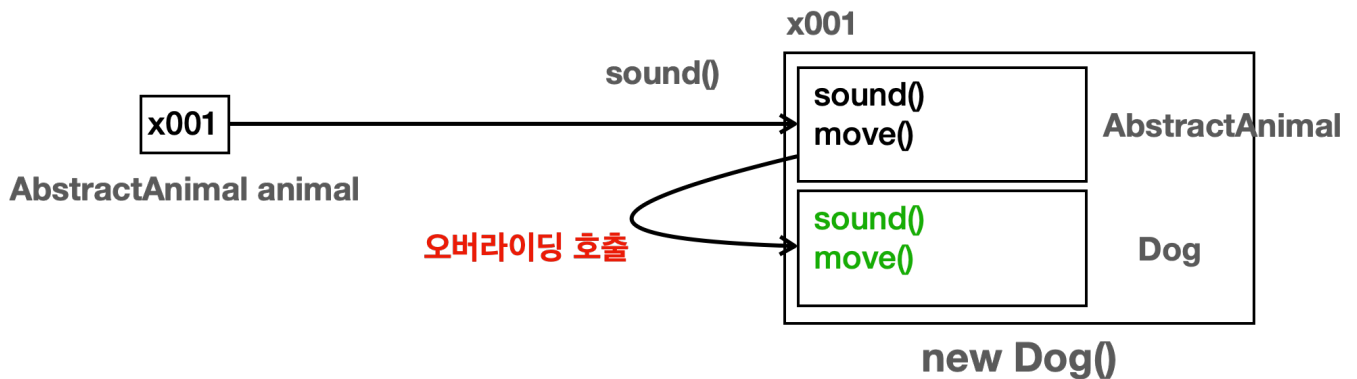 x001
sound()
x001
AbstractAnimal animal
sound()
move()
AbstractAnimal
오버라이딩 호출
sound()
move()
Dog
new Dog()